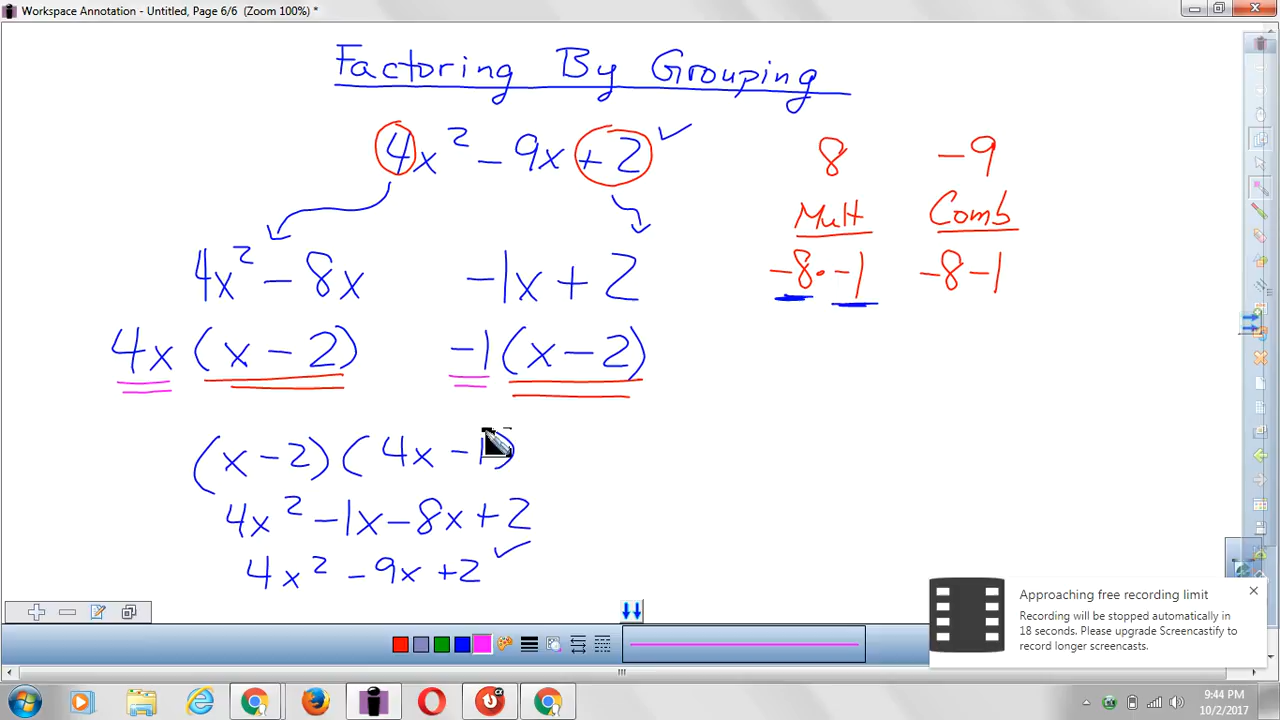 Workspace Annotation - Untitled, Page 6/6 (Zoom 100%) *
Factoring By Grouping
4x² - 9x + 2 ✓
8 -9
Mult Comb
-8 · -1 -8-1
4x² - 8x -1x + 2
4x (x - 2) -1 (x - 2)
(x - 2) (4x - 1)
4x² - 1x - 8x + 2
4x² - 9x + 2 ✓
Approaching free recording limit
Recording will be stopped automatically in
18 seconds. Please upgrade Screencastify to
record longer screencasts.
9:44 PM
10/2/2017